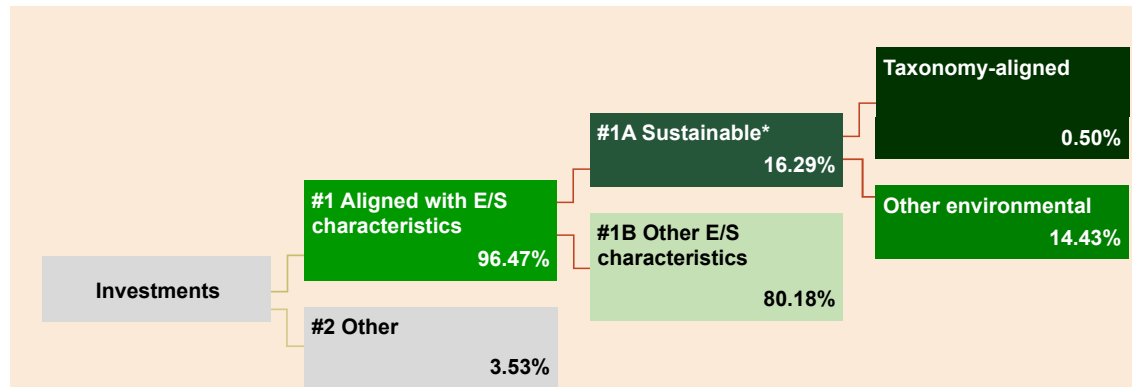 Investments
#1 Aligned with E/S
characteristics
96.47%
#2 Other
3.53%
#1A Sustainable*
16.29%
#1B Other E/S
characteristics
80.18%
Taxonomy-aligned
0.50%
Other environmental
14.43%